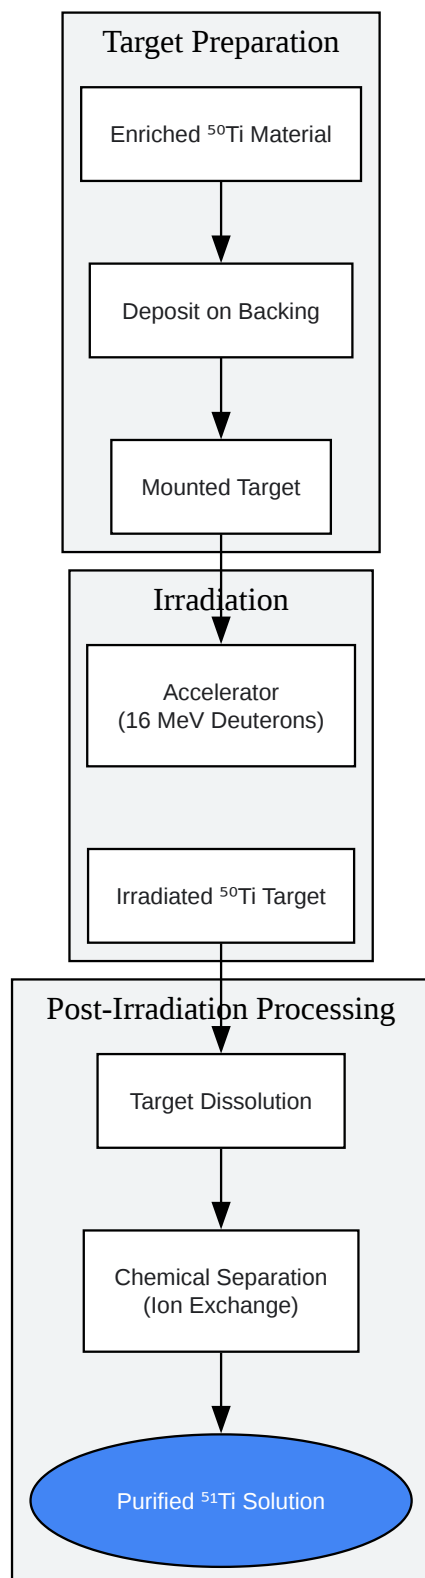 Target Preparation
Enriched ⁵⁰Ti Material
Deposit on Backing
Mounted Target
Irradiation
Accelerator
(16 MeV Deuterons)
Irradiated ⁵⁰Ti Target
Post-Irradiation Processing
Target Dissolution
Chemical Separation
(Ion Exchange)
Purified ⁵¹Ti Solution